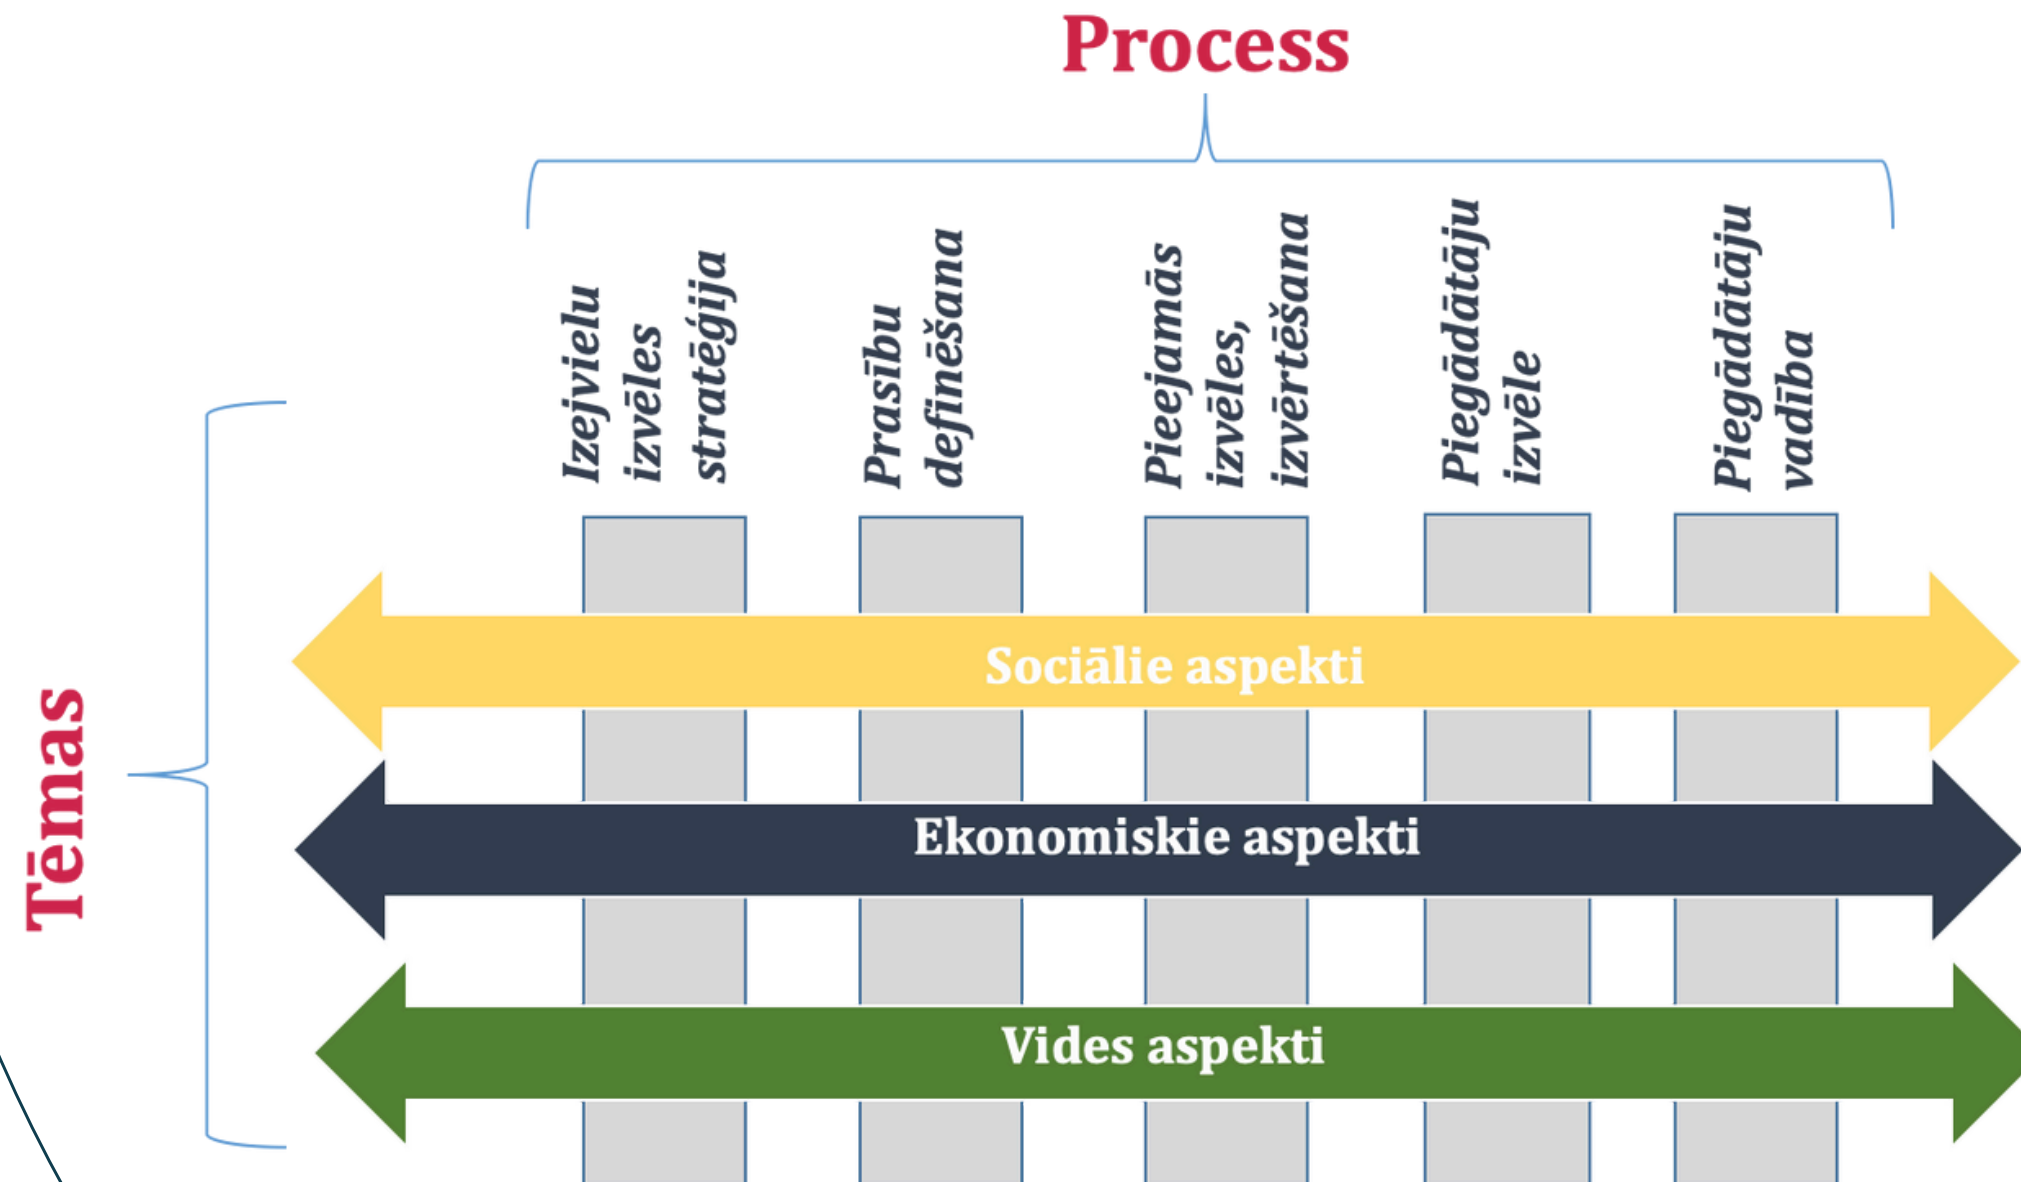 Process
Izejvielu
izvēles
stratēģija
Prasību
definēšana
Pieejamās
izvēles,
izvērtēšana
Piegādātāju
izvēle
Piegādātāju
vadība
Tēmas
Sociālie aspekti
Ekonomiskie aspekti
Vides aspekti